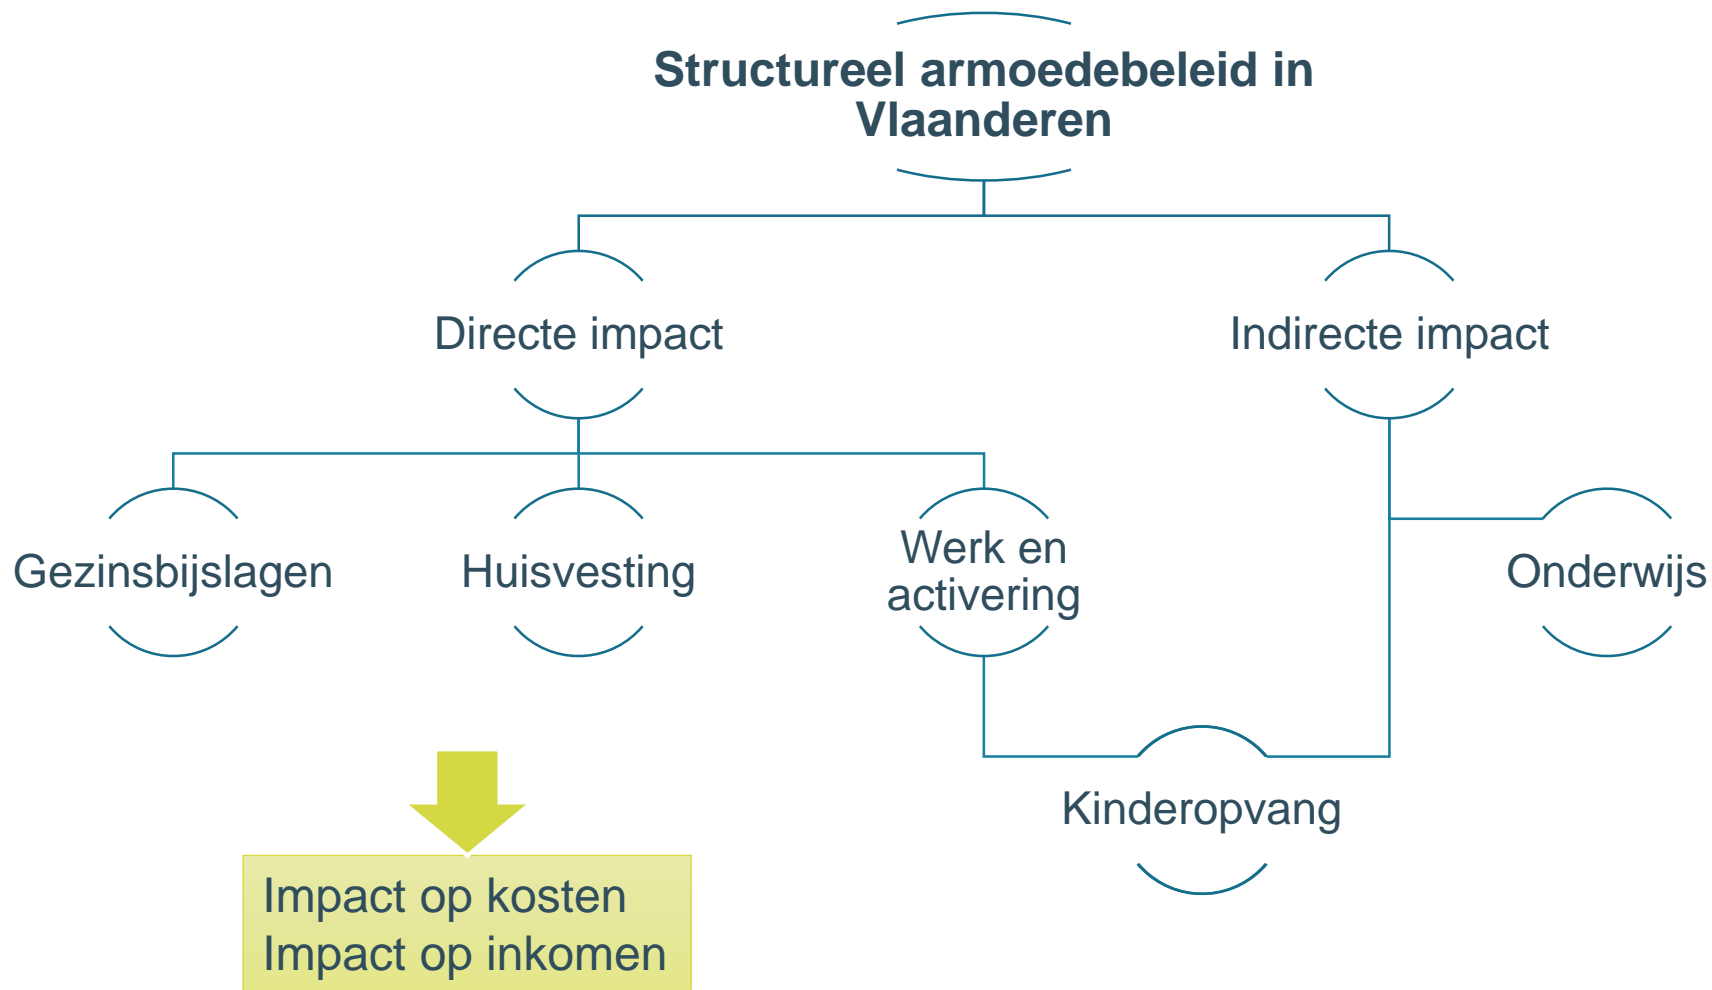 Structureel armoedebeleid in
Vlaanderen
Directe impact
Indirecte impact
Gezinsbijslagen
Huisvesting
Werk en
activering
Onderwijs
Kinderopvang
Impact op kosten
Impact op inkomen